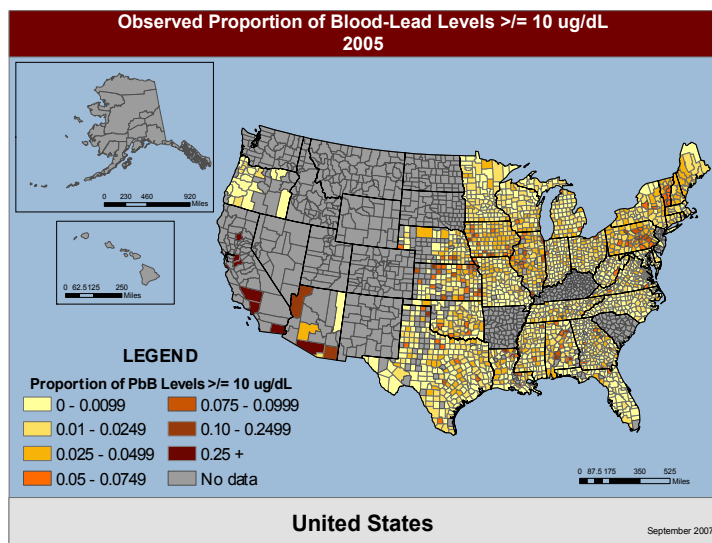 Observed Proportion of Blood-Lead Levels >/= 10 ug/dL
2005
0 230 460 920
Miles
0 62.5 125 250
Miles
LEGEND
Proportion of PbB Levels >/= 10 ug/dL
0 - 0.0099
0.01 - 0.0249
0.025 - 0.0499
0.05 - 0.0749
0.075 - 0.0999
0.10 - 0.2499
0.25 +
No data
0 87.5 175 350 525
Miles
United States
September 2007